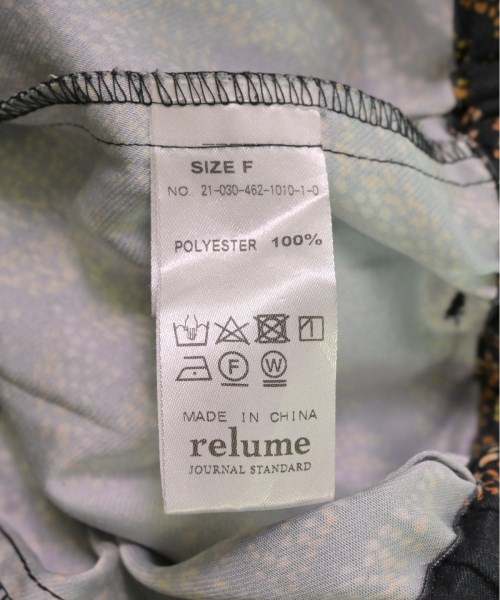 SIZE F
NO. 21-030-462-1010-1-0
POLYESTER 100%
F W
MADE IN CHINA
relume
JOURNAL STANDARD